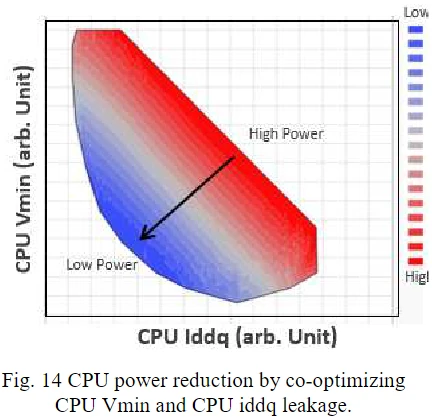 Low
CPU Vmin (arb. Unit)
High Power
Low Power
High
CPU Iddq (arb. Unit)
Fig. 14 CPU power reduction by co-optimizing
CPU Vmin and CPU iddq leakage.